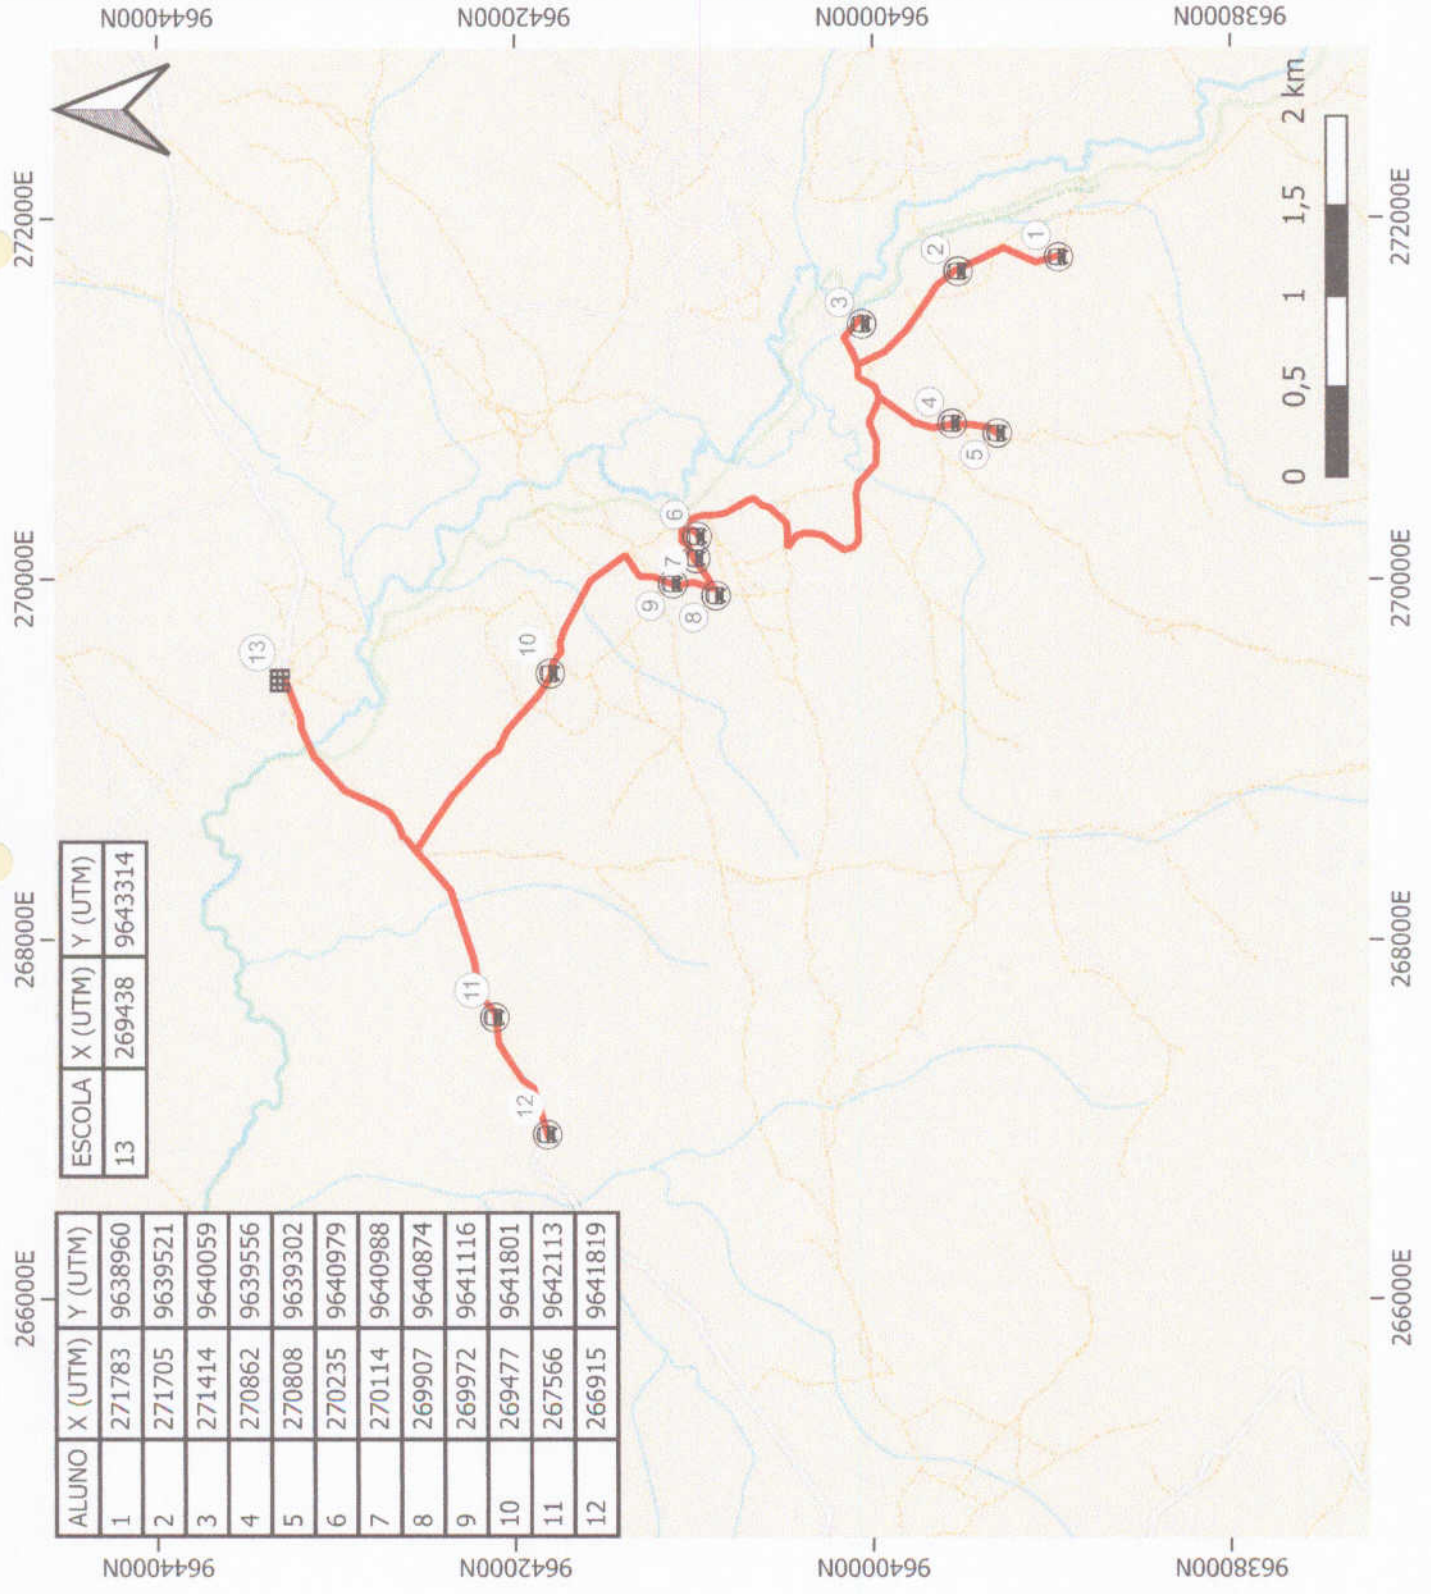 ALUNO X (UTM) Y (UTM)
1 271783 9638960
2 271705 9639521
3 271414 9640059
4 270862 9639556
5 270808 9639302
6 270235 9640979
7 270114 9640988
8 269907 9640874
9 269972 9641116
10 269477 9641801
11 267566 9642113
12 266915 9641819
ESCOLA X (UTM) Y (UTM)
13 269438 9643314
266000E 268000E 270000E 272000E
9644000N
9642000N
9640000N
9638000N
9644000N
9642000N
9640000N
9638000N
13
12
11
10
9
8
7
6
5
4
3
2
1
0 0,5 1 1,5 2 km
266000E 268000E 270000E 272000E